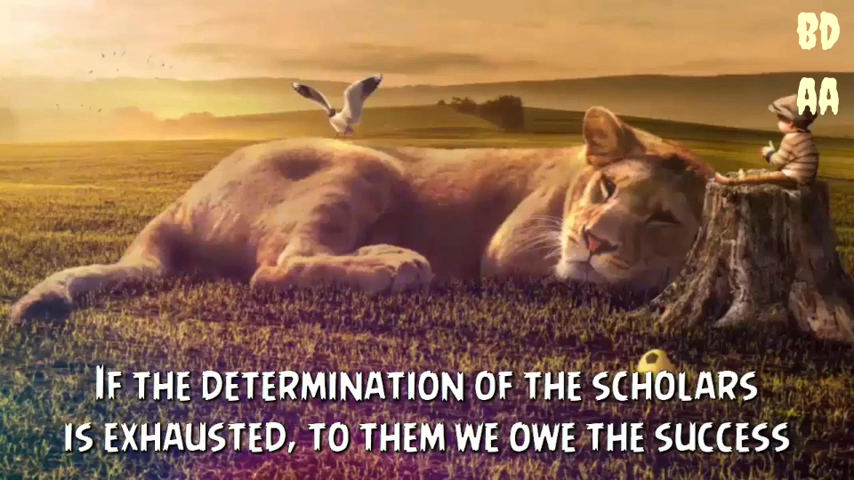 BD
AA
If the determination of the scholars
is exhausted, to them we owe the success